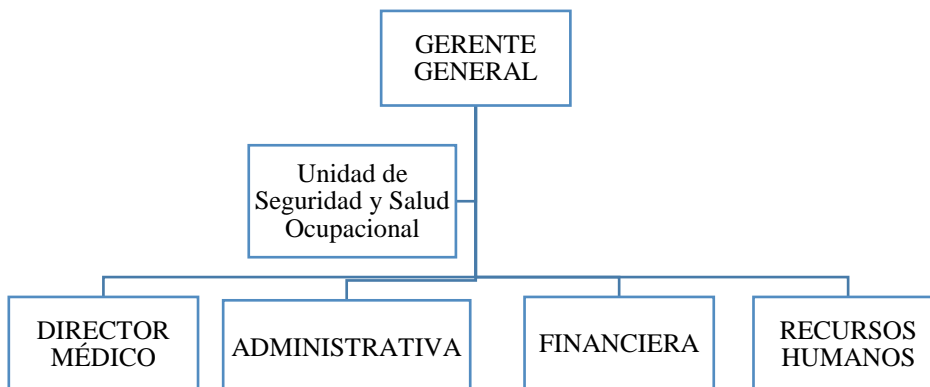 GERENTE
GENERAL
Unidad de
Seguridad y Salud
Ocupacional
DIRECTOR
MÉDICO
ADMINISTRATIVA
FINANCIERA
RECURSOS
HUMANOS